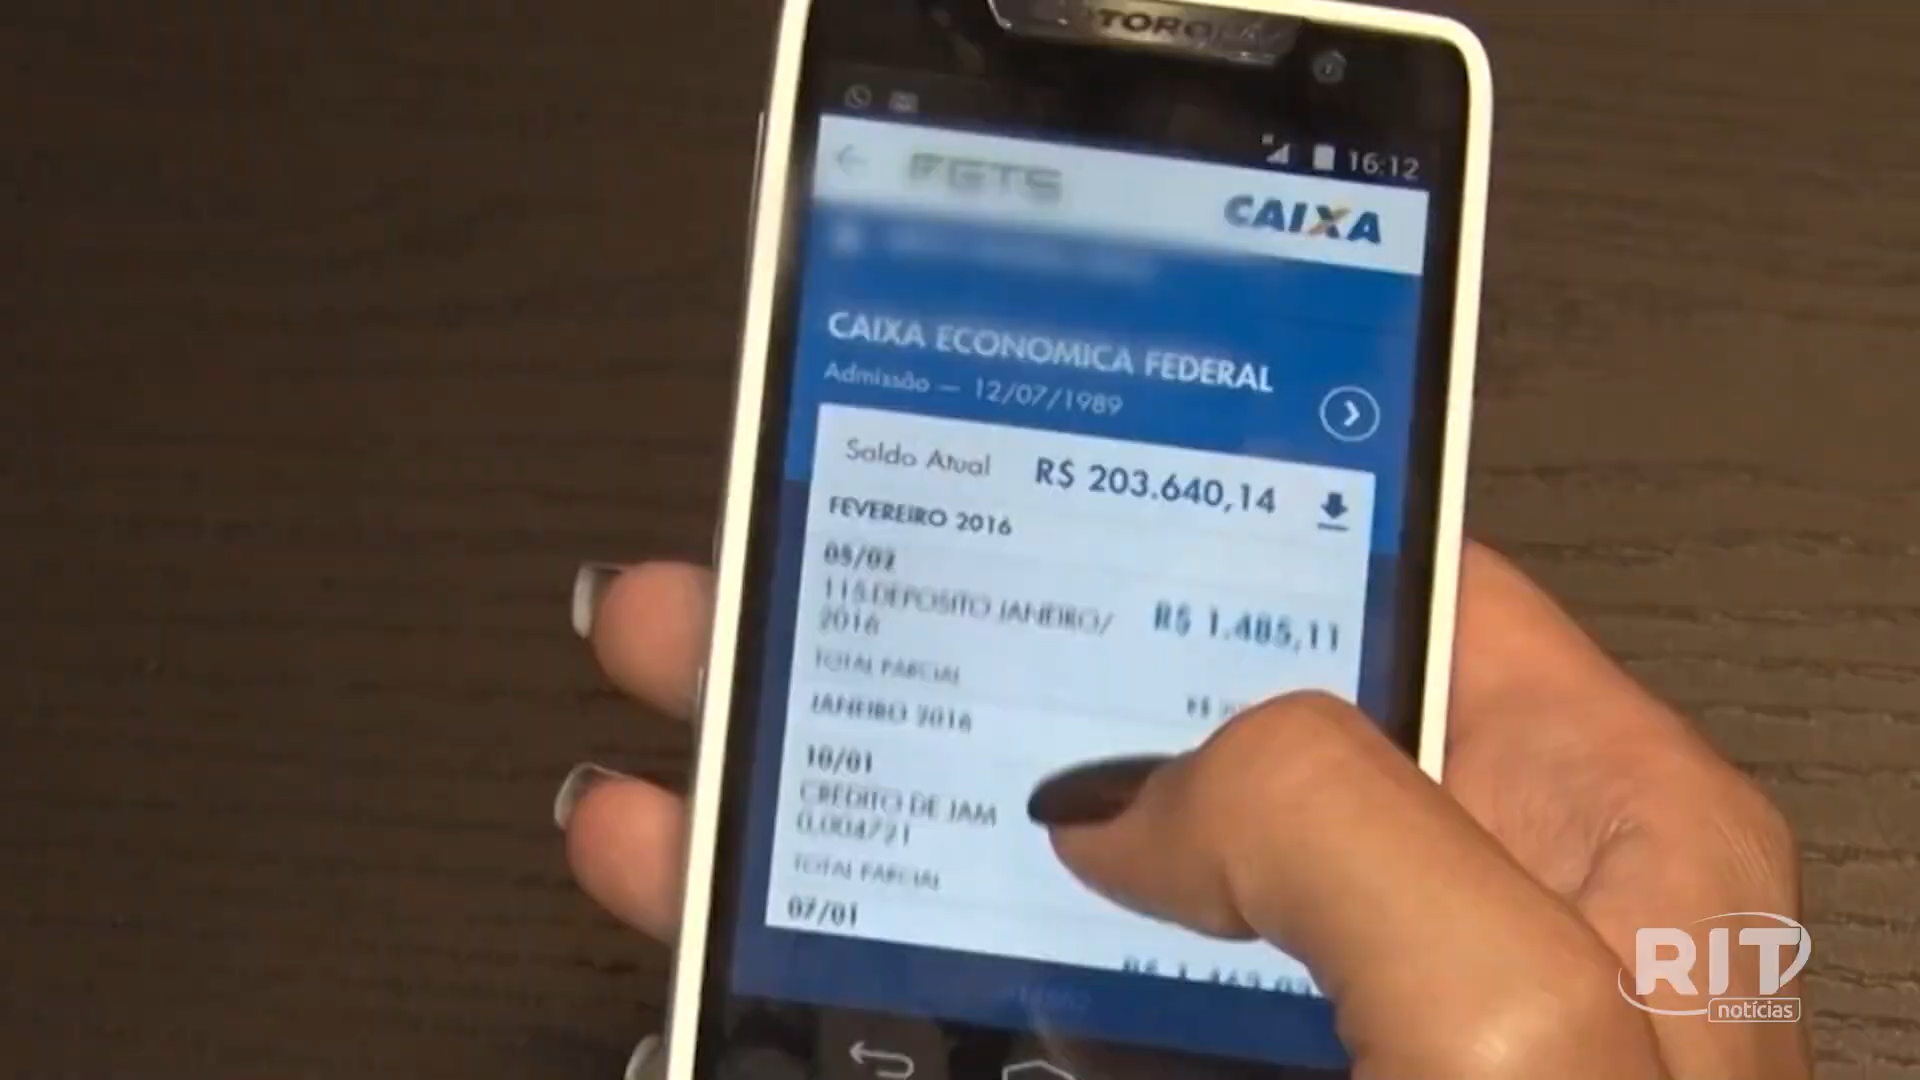 16:12
FGTS
CAIXA
CAIXA ECONOMICA FEDERAL
Admissão — 12/07/1989
Saldo Atual R$ 203.640,14
FEVEREIRO 2016
05/02
115 DEPOSITO JANEIRO/
2016
R$ 1.485,11
TOTAL PARCIAL
R$
JANEIRO 2016
10/01
CREDITO DE JAM
0,004721
TOTAL PARCIAL
07/01
RIT
notícias